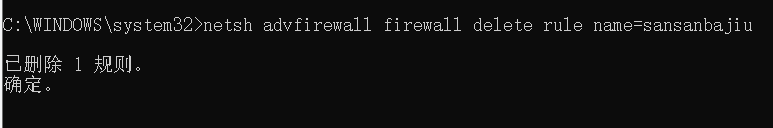 C:\WINDOWS\system32>netsh advfirewall firewall delete rule name=sansanbajiu
已删除 1 规则。
确定。